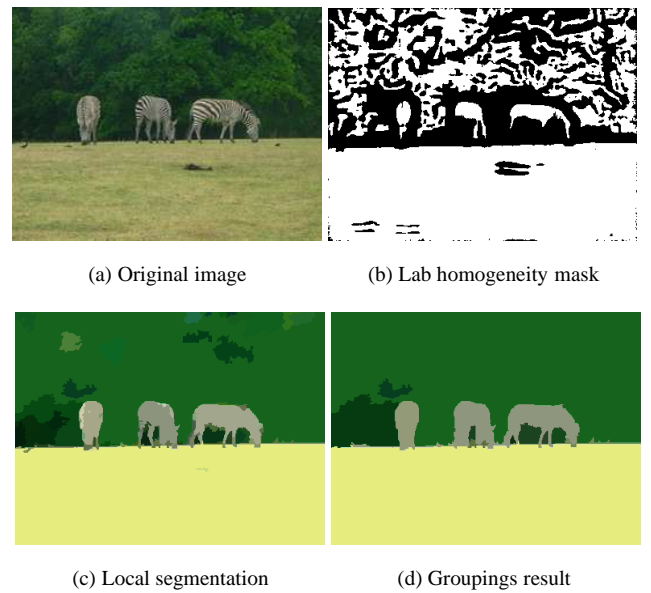 (a) Original image
(b) Lab homogeneity mask
(c) Local segmentation
(d) Groupings result